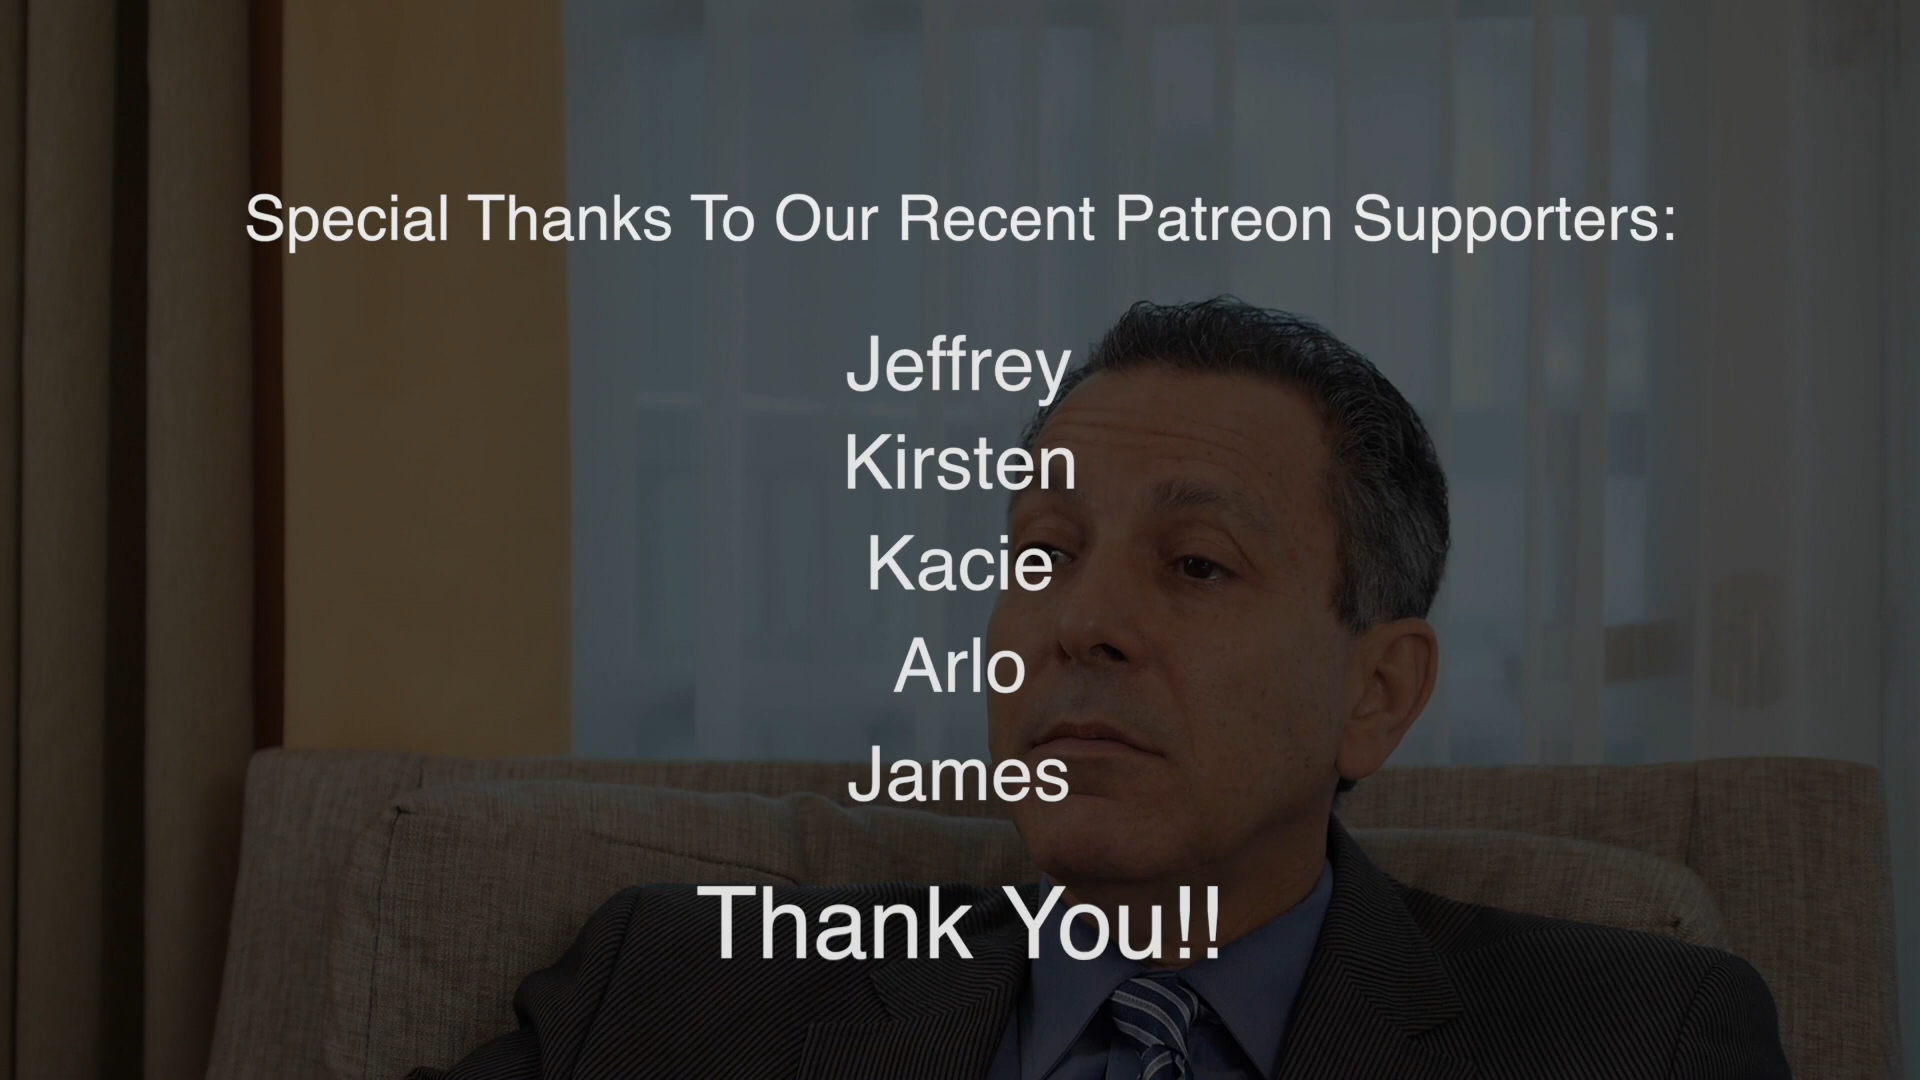 Special Thanks To Our Recent Patreon Supporters:
Jeffrey
Kirsten
Kacie
Arlo
James
Thank You!!